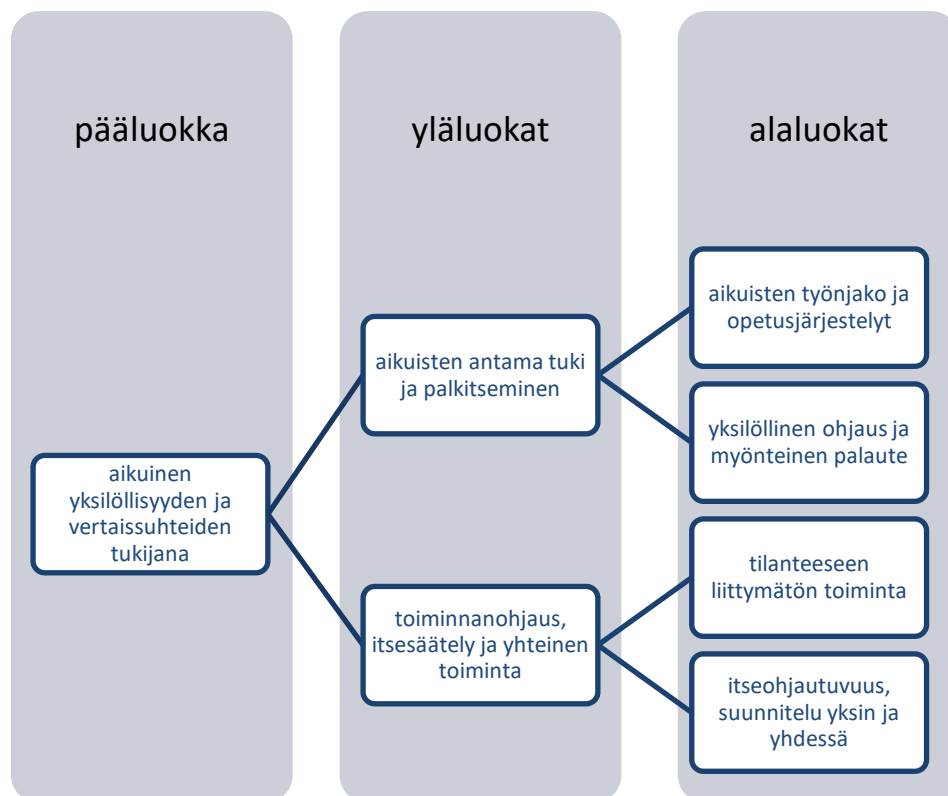 pääluokka
yläluokat
alaluokat
aikuinen
yksilöllisyyden ja
vertaissuhteiden
tukijana
aikuisten antama tuki
ja palkitseminen
toiminnanohjaus,
itsesäätely ja yhteinen
toiminta
aikuisten työnjako ja
opetusjärjestelyt
yksilöllinen ohjaus ja
myönteinen palaute
tilanteeseen
liittymätön toiminta
itseohjautuvuus,
suunnitelu yksin ja
yhdessä